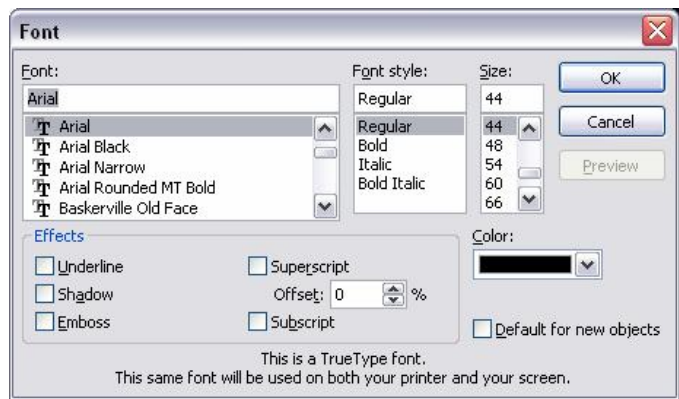 Font
Font:
Font style:
Size:
OK
Arial
Regular
44
Cancel
Arial
Arial Black
Arial Narrow
Arial Rounded MT Bold
Baskerville Old Face
Regular
Bold
Italic
Bold Italic
44
48
54
60
66
Preview
Effects
Underline
Shadow
Emboss
Superscript
Offset: 0 %
Subscript
Color:
Default for new objects
This is a TrueType font.
This same font will be used on both your printer and your screen.